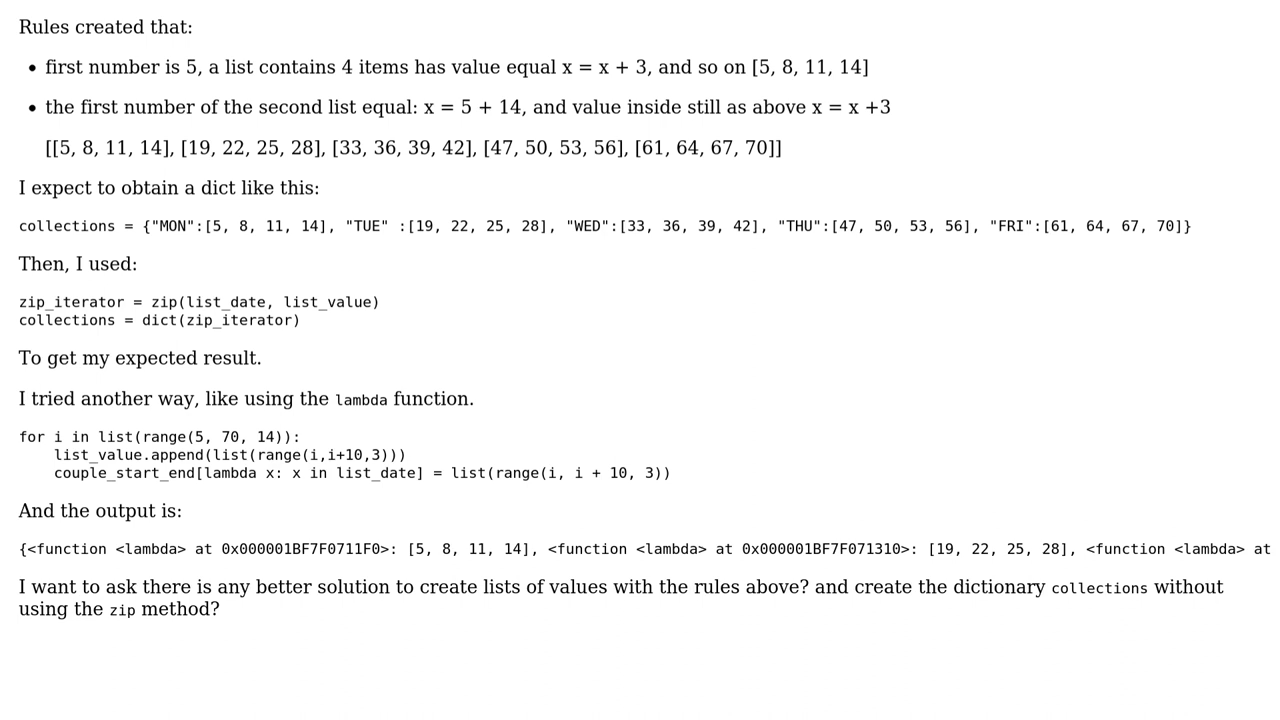 Rules created that:
• first number is 5, a list contains 4 items has value equal x = x + 3, and so on [5, 8, 11, 14]
• the first number of the second list equal: x = 5 + 14, and value inside still as above x = x +3
[[5, 8, 11, 14], [19, 22, 25, 28], [33, 36, 39, 42], [47, 50, 53, 56], [61, 64, 67, 70]]
I expect to obtain a dict like this:
collections = {"MON":[5, 8, 11, 14], "TUE" :[19, 22, 25, 28], "WED":[33, 36, 39, 42], "THU":[47, 50, 53, 56], "FRI":[61, 64, 67, 70]}
Then, I used:
zip_iterator = zip(list_date, list_value)
collections = dict(zip_iterator)
To get my expected result.
I tried another way, like using the lambda function.
for i in list(range(5, 70, 14)):
    list_value.append(list(range(i,i+10,3)))
    couple_start_end[lambda x: x in list_date] = list(range(i, i + 10, 3))
And the output is:
{<function <lambda> at 0x000001BF7F0711F0>: [5, 8, 11, 14], <function <lambda> at 0x000001BF7F071310>: [19, 22, 25, 28], <function <lambda> at
I want to ask there is any better solution to create lists of values with the rules above? and create the dictionary collections without
using the zip method?